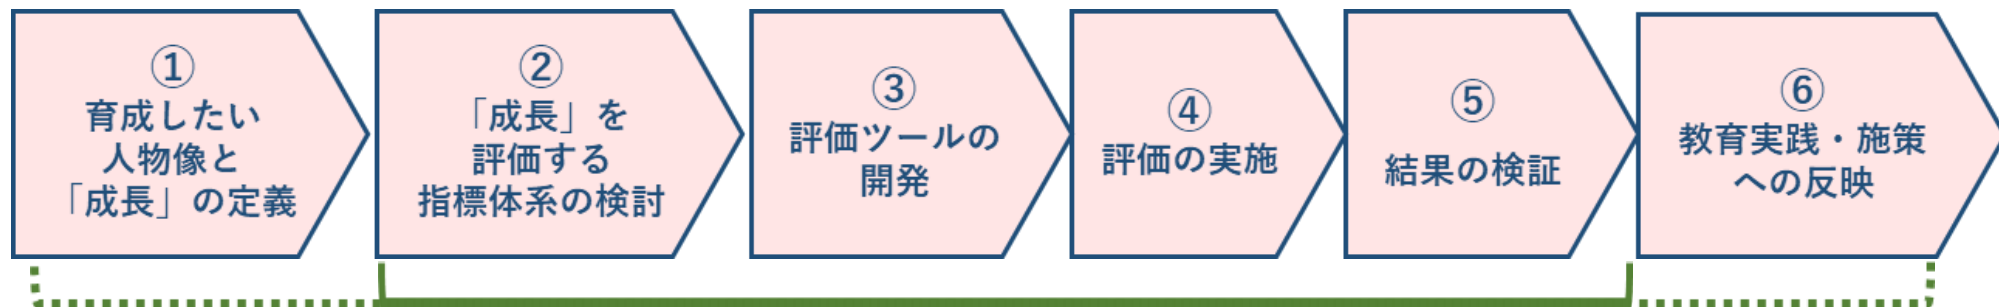 ①
育成したい
人物像と
「成長」の定義
②
「成長」を
評価する
指標体系の検討
③
評価ツールの
開発
④
評価の実施
⑤
結果の検証
⑥
教育実践・施策
への反映